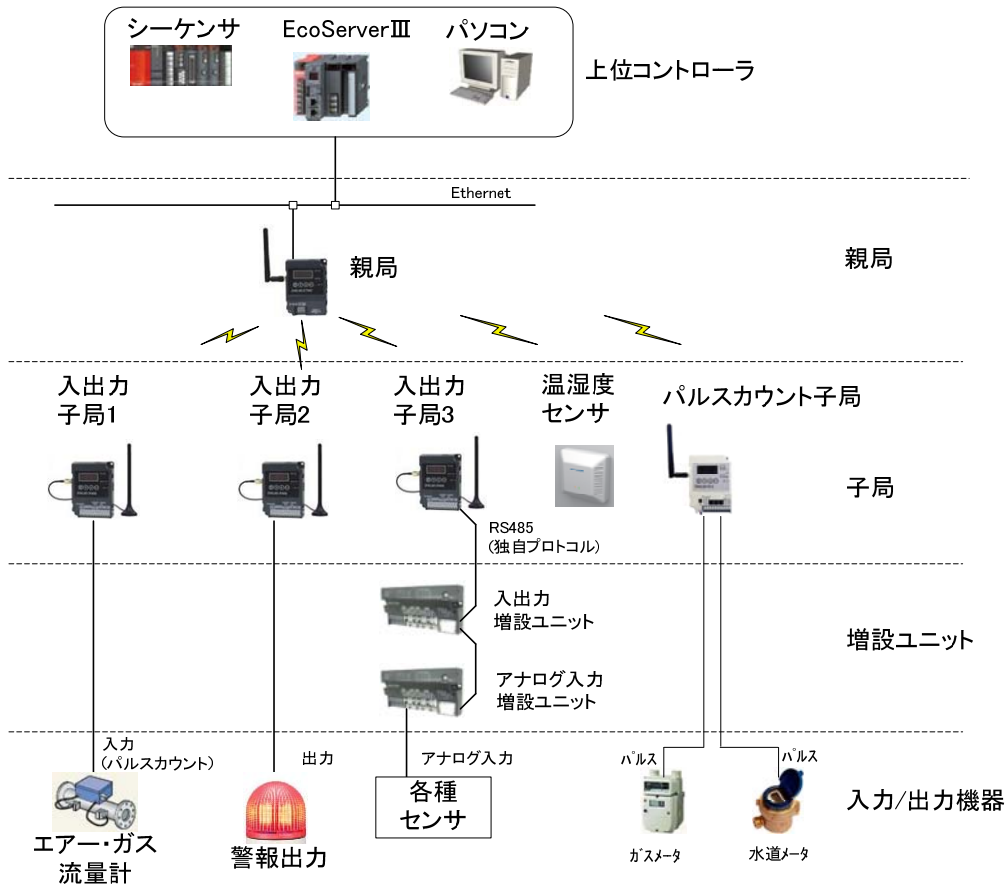 シーケンサ
EcoServerⅢ
パソコン
上位コントローラ
Ethernet
親局
親局
入出力
子局1
入出力
子局2
入出力
子局3
温湿度
センサ
パルスカウント子局
子局
RS485
(独自プロトコル)
入出力
増設ユニット
増設ユニット
アナログ入力
増設ユニット
入力
(パルスカウント)
出力
アナログ入力
パルス
パルス
各種
センサ
入力/出力機器
エアー・ガス
流量計
警報出力
ガスメータ
水道メータ